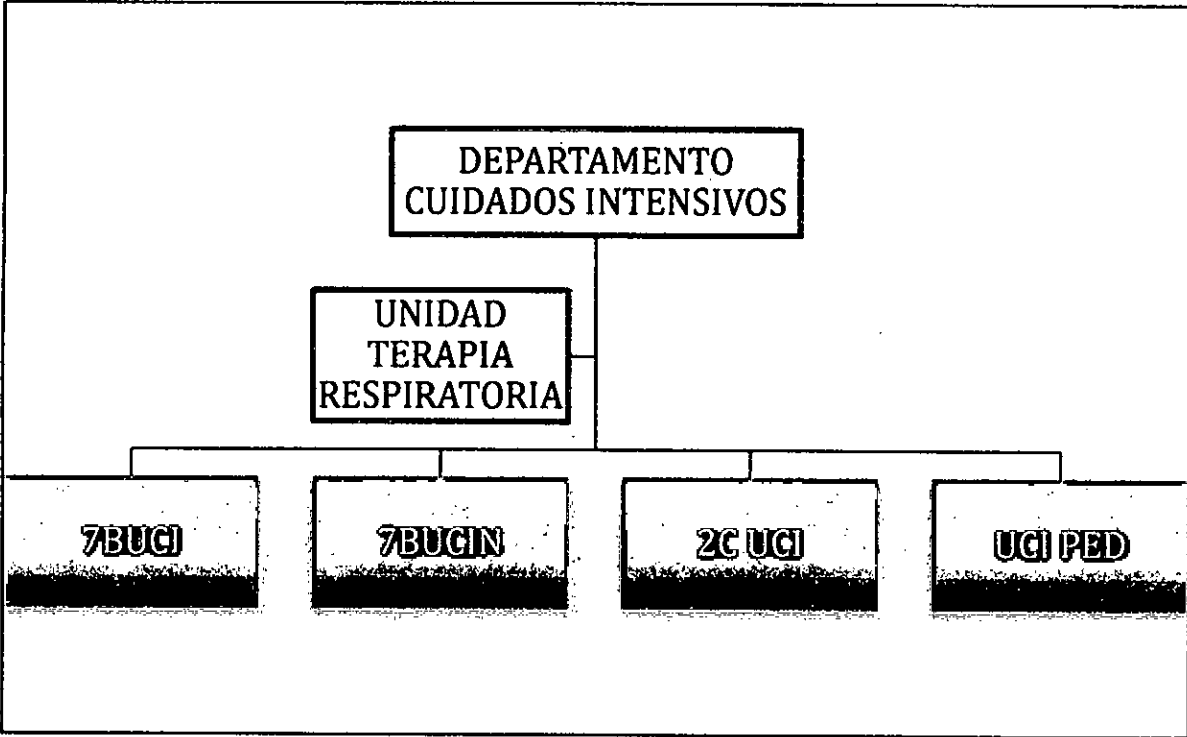 DEPARTAMENTO
CUIDADOS INTENSIVOS
UNIDAD
TERAPIA
RESPIRATORIA
7BUCI
7BUCIN
2C UCI
UCI PED